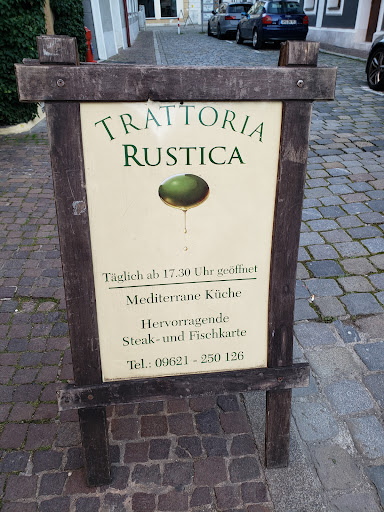 Trattoria
Rustica
Täglich ab 17.30 Uhr geöffnet
Mediterrane Küche
Hervorragende
Steak- und Fischkarte
Tel.: 09621 - 250 126